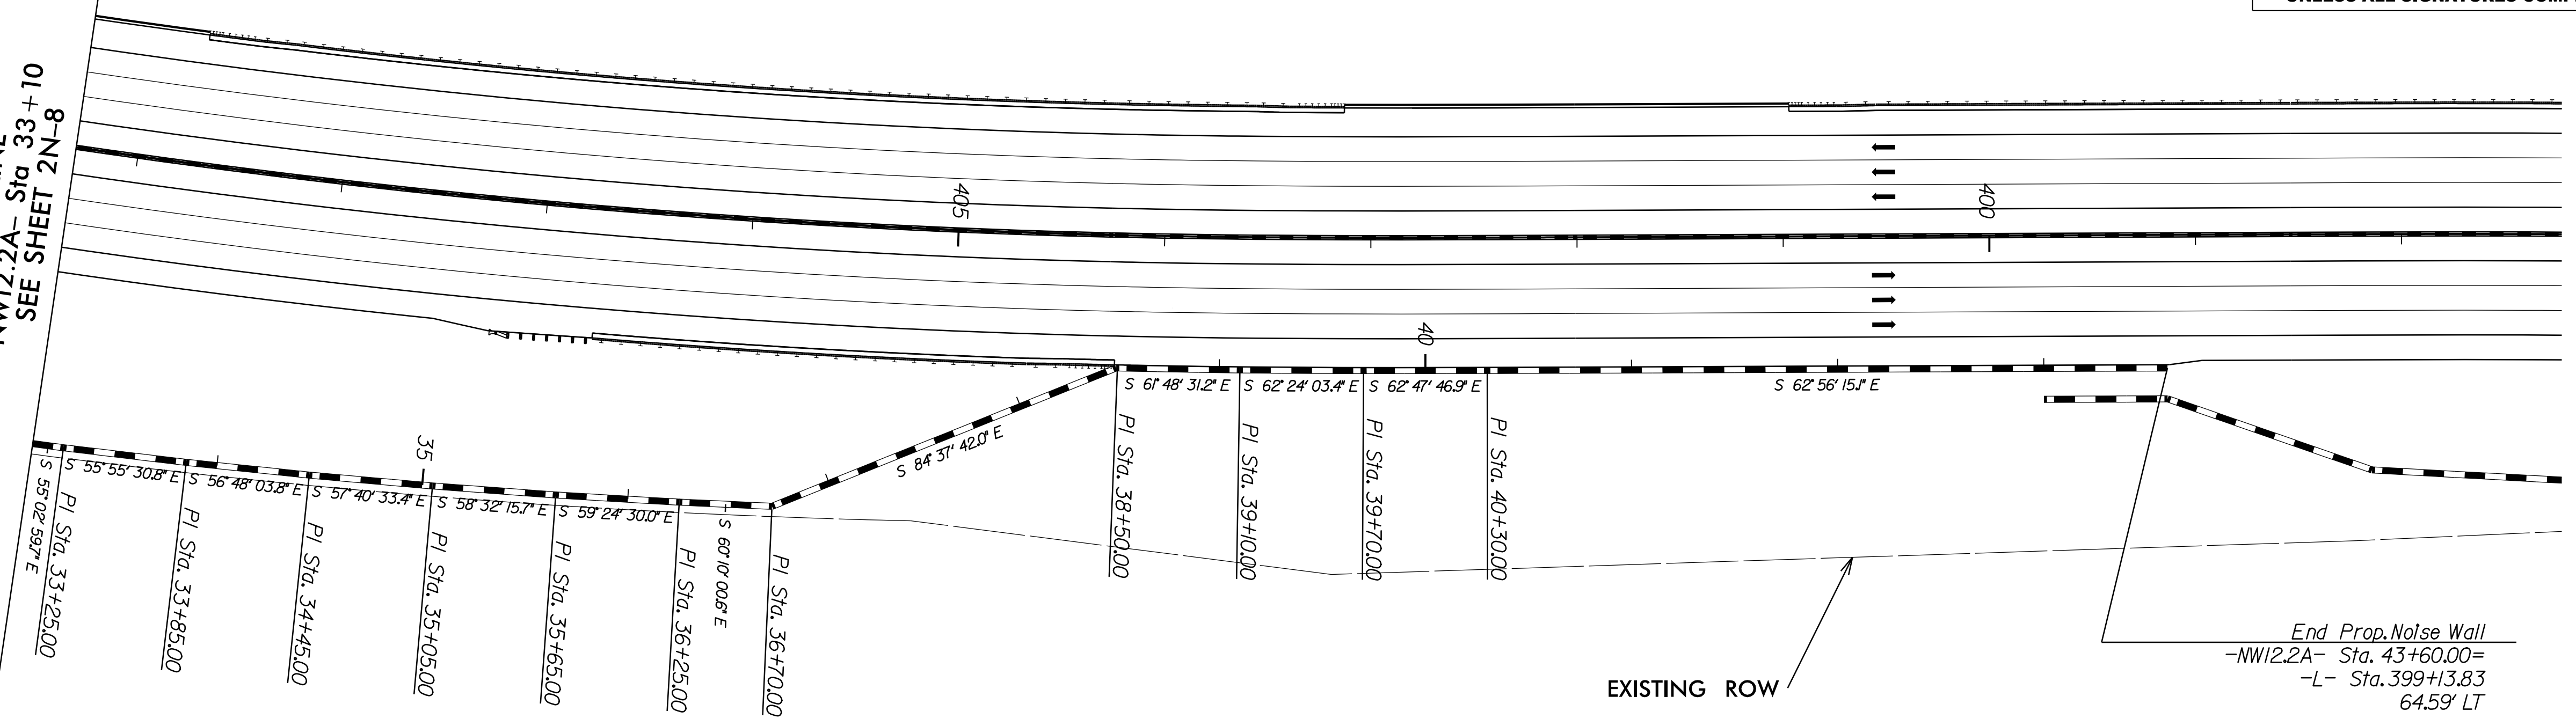 -NW12.2A- Sta 33+10
SEE SHEET 2N-8
405
400
40
35
S 55° 02' 59.7" E
S 55° 55' 30.8" E
S 56° 48' 03.8" E
S 57° 40' 33.4" E
S 58° 32' 15.7" E
S 59° 24' 30.0" E
S 60° 10' 00.6" E
S 84° 37' 42.0" E
S 61° 48' 31.2" E
S 62° 24' 03.4" E
S 62° 47' 46.9" E
S 62° 56' 15.1" E
PI Sta. 33+25.00
PI Sta. 33+85.00
PI Sta. 34+45.00
PI Sta. 35+05.00
PI Sta. 35+65.00
PI Sta. 36+25.00
PI Sta. 36+70.00
PI Sta. 38+50.00
PI Sta. 39+10.00
PI Sta. 39+70.00
PI Sta. 40+30.00
EXISTING ROW
End Prop. Noise Wall
-NW12.2A- Sta. 43+60.00=
-L- Sta. 399+13.83
64.59' LT